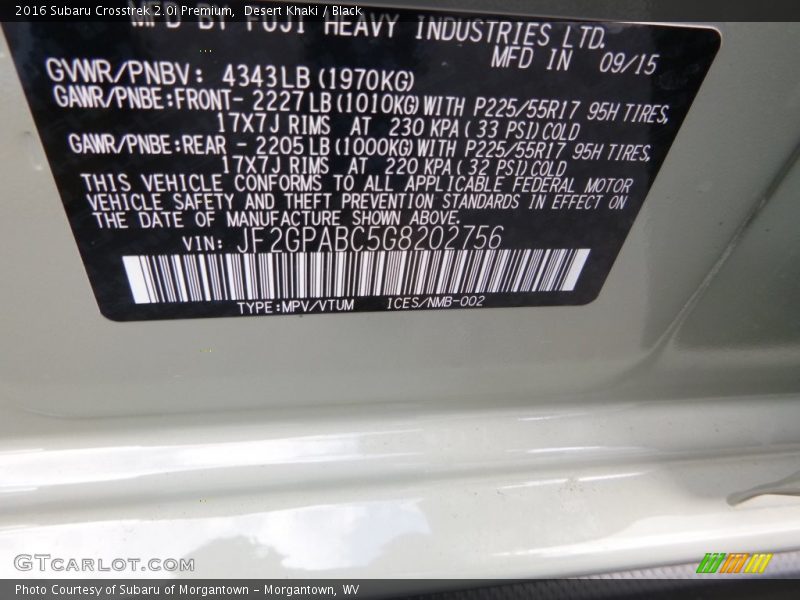 2016 Subaru Crosstrek 2.0i Premium,  Desert Khaki / Black
MFD BY FUJI HEAVY INDUSTRIES LTD.
MFD IN 09/15
GVWR/PNBV: 4343LB (1970KG)
GAWR/PNBE:FRONT- 2227 LB (1010KG) WITH P225/55R17 95H TIRES,
17X7J RIMS AT 230 KPA ( 33 PSI) COLD
GAWR/PNBE:REAR - 2205 LB (1000KG) WITH P225/55R17 95H TIRES,
17X7J RIMS AT 220 KPA ( 32 PSI) COLD
THIS VEHICLE CONFORMS TO ALL APPLICABLE FEDERAL MOTOR
VEHICLE SAFETY AND THEFT PREVENTION STANDARDS IN EFFECT ON
THE DATE OF MANUFACTURE SHOWN ABOVE.
VIN: JF2GPABC5G8202756
TYPE:MPV/VTUM ICES/NMB-002
GTCARLOT.COM
Photo Courtesy of Subaru of Morgantown - Morgantown, WV